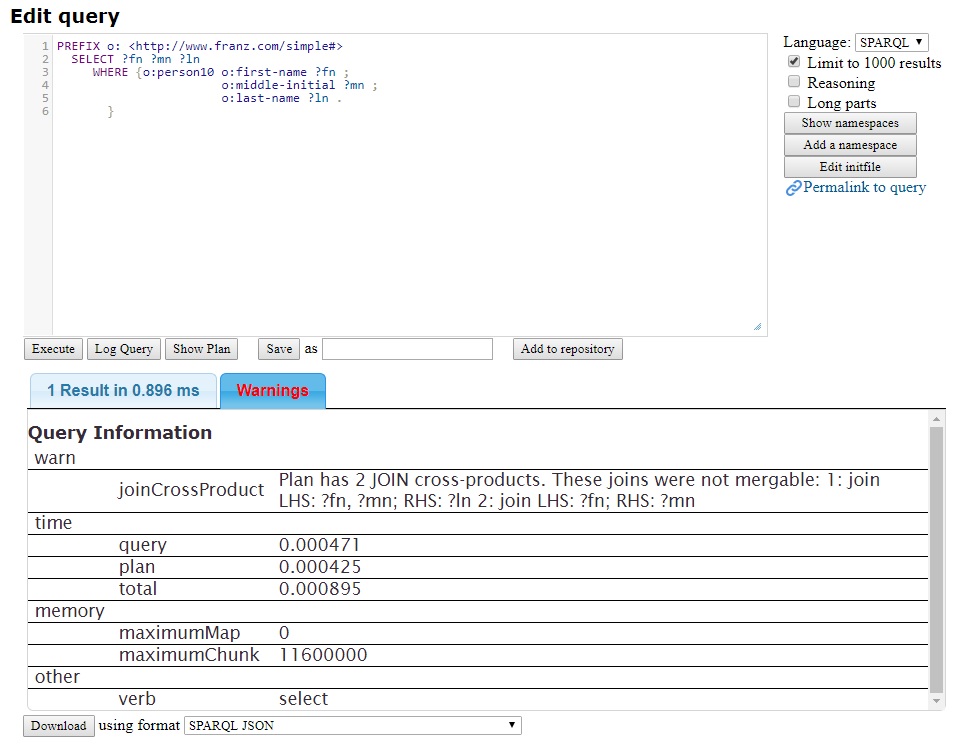 Edit query
1 PREFIX o: <http://www.franz.com/simple#>
2 SELECT ?fn ?mn ?ln
3 WHERE {o:person10 o:first-name ?fn ;
4 o:middle-initial ?mn ;
5 o:last-name ?ln .
6 }
Language: SPARQL
Limit to 1000 results
Reasoning
Long parts
Show namespaces
Add a namespace
Edit initfile
Permalink to query
Execute Log Query Show Plan Save as Add to repository
1 Result in 0.896 ms Warnings
Query Information
warn
joinCrossProduct Plan has 2 JOIN cross-products. These joins were not mergable: 1: join
LHS: ?fn, ?mn; RHS: ?ln 2: join LHS: ?fn; RHS: ?mn
time
query 0.000471
plan 0.000425
total 0.000895
memory
maximumMap 0
maximumChunk 11600000
other
verb select
Download using format SPARQL JSON